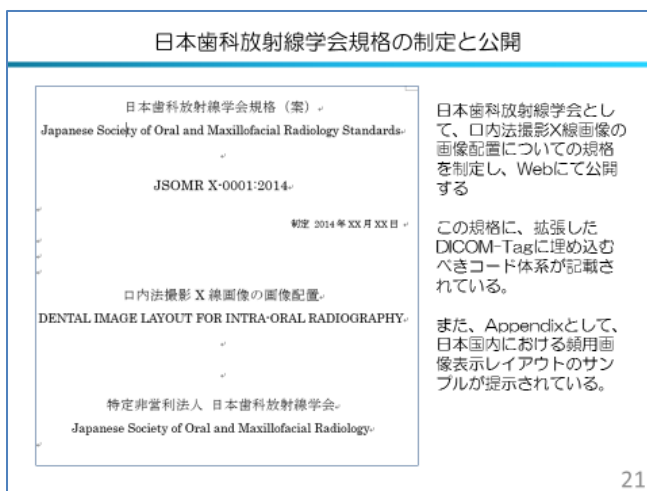 日本歯科放射線学会規格の制定と公開
日本歯科放射線学会規格（案）
Japanese Society of Oral and Maxillofacial Radiology Standards
JSOMR X-0001:2014
制定 2014 年 XX 月 XX 日
口内法撮影 X 線画像の画像配置
DENTAL IMAGE LAYOUT FOR INTRA-ORAL RADIOGRAPHY
特定非営利法人 日本歯科放射線学会
Japanese Society of Oral and Maxillofacial Radiology
日本歯科放射線学会とし
て、口内法撮影X線画像の
画像配置についての規格
を制定し、Webにて公開
する
この規格に、拡張した
DICOM-Tagに埋め込む
べきコード体系が記載さ
れている。
また、Appendixとして、
日本国内における頻用画
像表示レイアウトのサン
プルが提示されている。
21